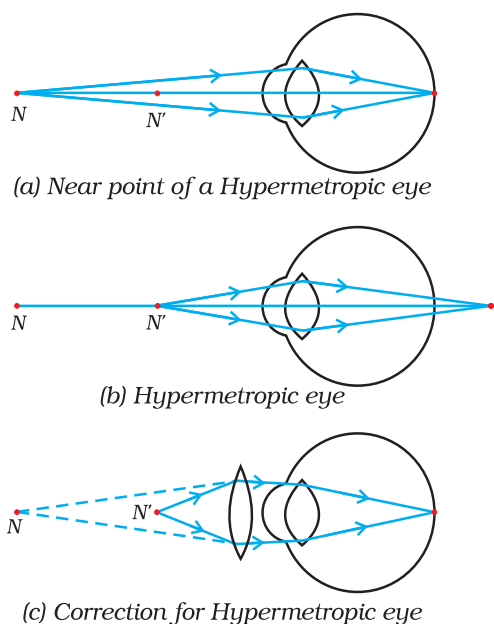 N
N′
(a) Near point of a Hypermetropic eye
N
N′
(b) Hypermetropic eye
N
N′
(c) Correction for Hypermetropic eye